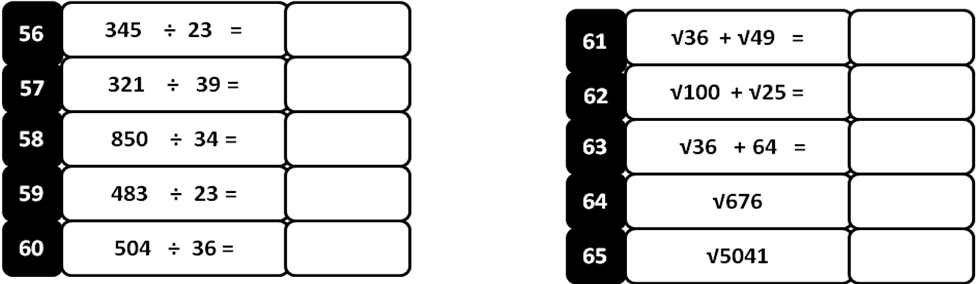 56 345 ÷ 23 =
57 321 ÷ 39 =
58 850 ÷ 34 =
59 483 ÷ 23 =
60 504 ÷ 36 =
61 √36 + √49 =
62 √100 + √25 =
63 √36 + 64 =
64 √676
65 √5041